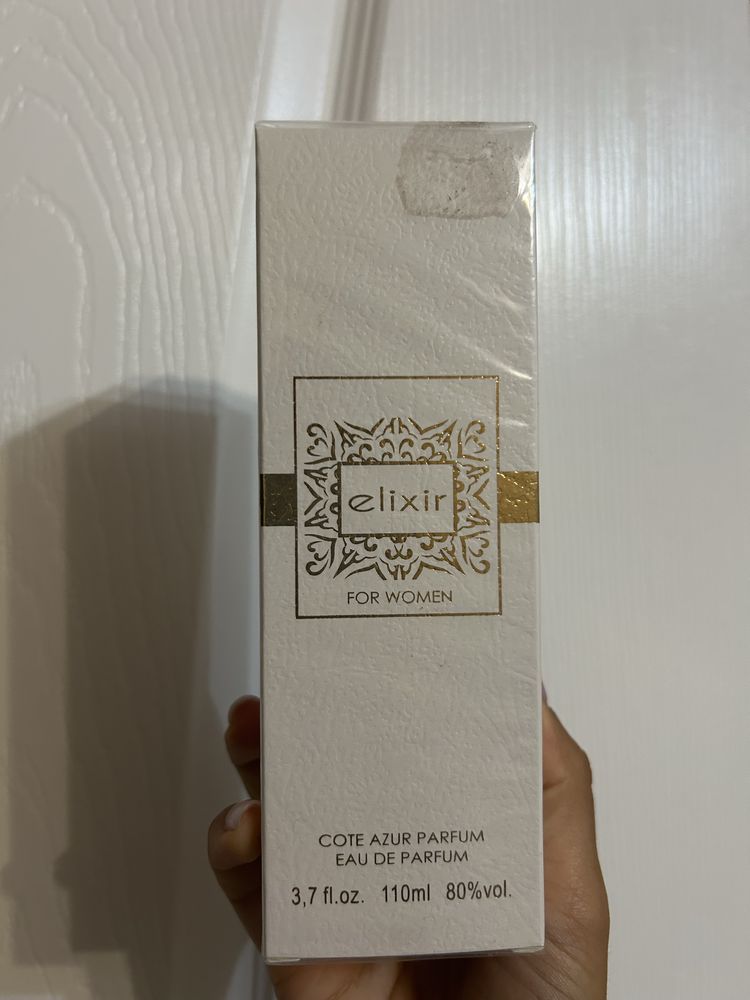 elixir
FOR WOMEN
COTE AZUR PARFUM
EAU DE PARFUM
3,7 fl.oz. 110ml 80%vol.